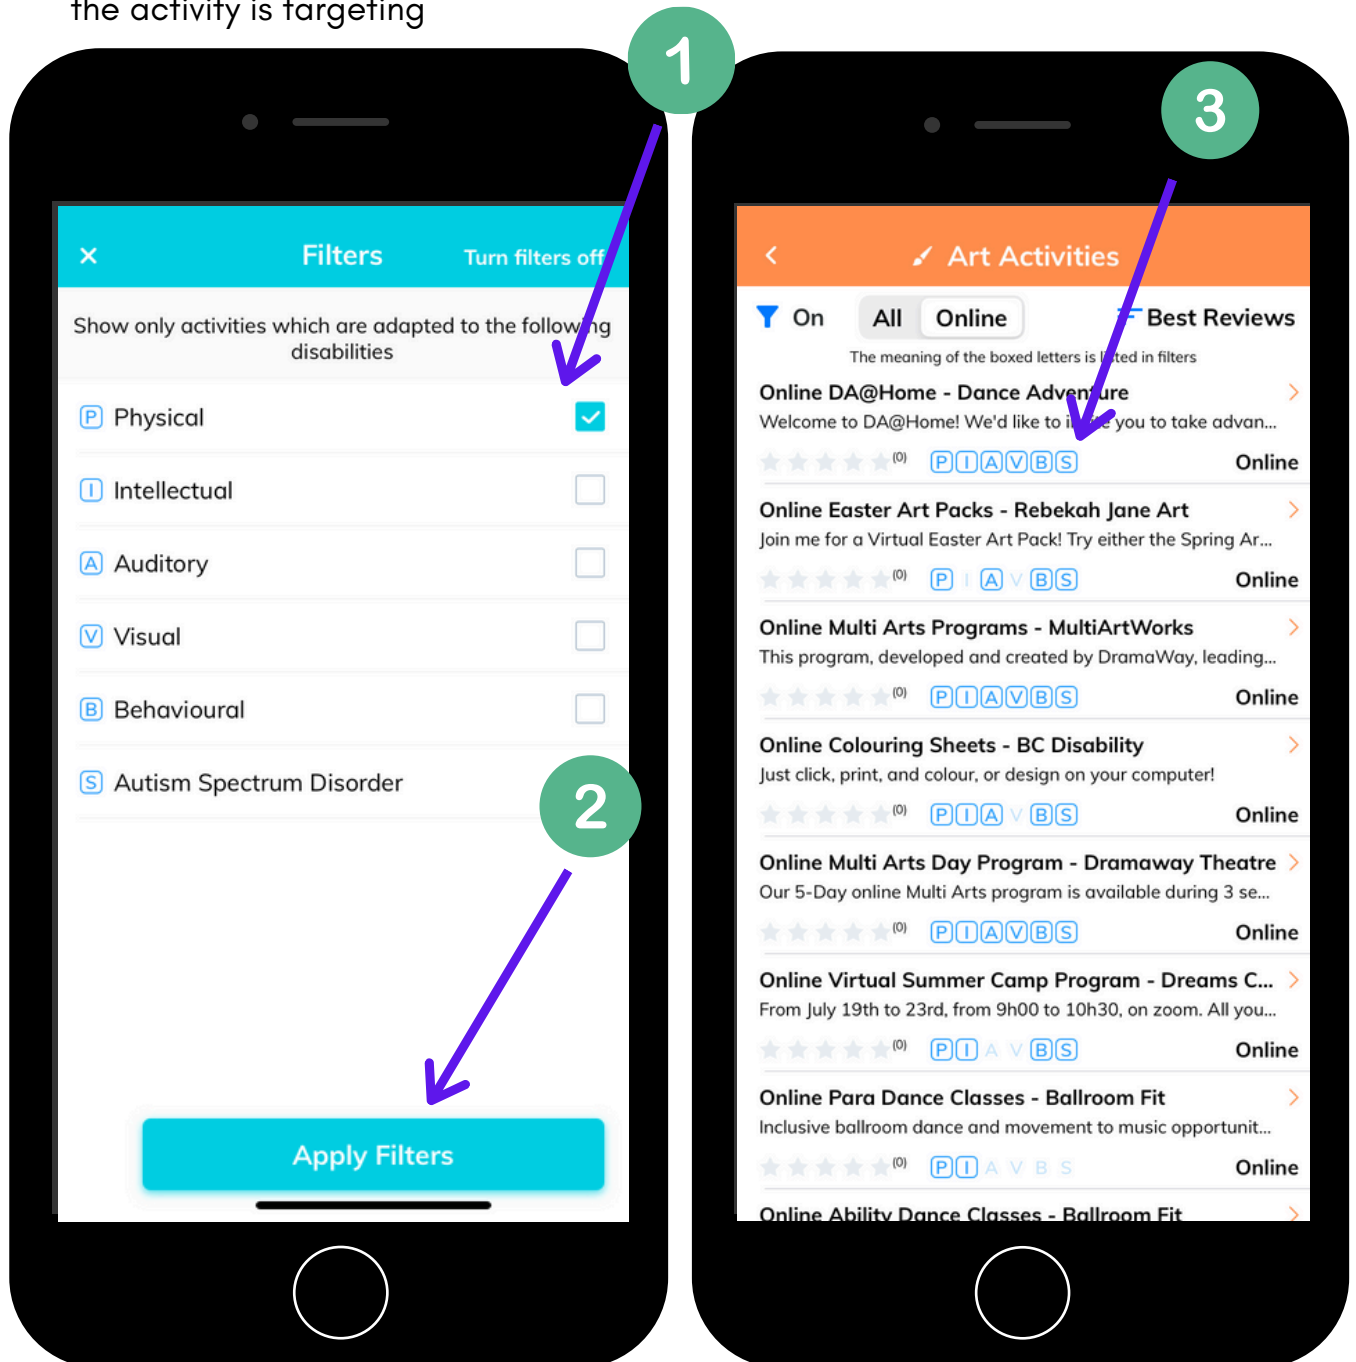 the activity is targeting
1
3
Filters
Turn filters off
Show only activities which are adapted to the following
disabilities
P Physical
I Intellectual
A Auditory
V Visual
B Behavioural
S Autism Spectrum Disorder
2
Apply Filters
Art Activities
On
All
Online
Best Reviews
The meaning of the boxed letters is listed in filters
Online DA@Home - Dance Adventure
Welcome to DA@Home! We'd like to invite you to take advan...
(0) P I A V B S Online
Online Easter Art Packs - Rebekah Jane Art
Join me for a Virtual Easter Art Pack! Try either the Spring Ar...
(0) P I A V B S Online
Online Multi Arts Programs - MultiArtWorks
This program, developed and created by DramaWay, leading...
(0) P I A V B S Online
Online Colouring Sheets - BC Disability
Just click, print, and colour, or design on your computer!
(0) P I A V B S Online
Online Multi Arts Day Program - Dramaway Theatre
Our 5-Day online Multi Arts program is available during 3 se...
(0) P I A V B S Online
Online Virtual Summer Camp Program - Dreams C...
From July 19th to 23rd, from 9h00 to 10h30, on zoom. All you...
(0) P I A V B S Online
Online Para Dance Classes - Ballroom Fit
Inclusive ballroom dance and movement to music opportunit...
(0) P I A V B S Online
Online Ability Dance Classes - Ballroom Fit